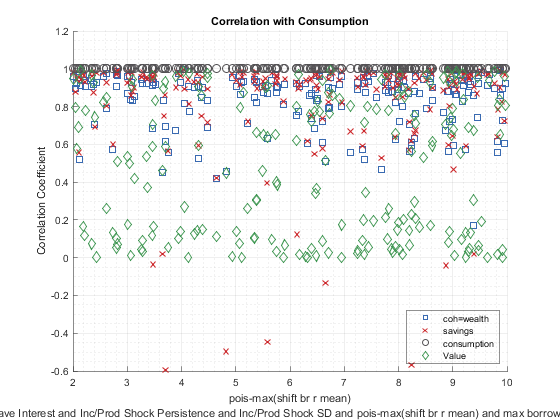 Correlation with Consumption
1.2
1
0.8
0.6
0.4
0.2
0
-0.2
-0.4
-0.6
Correlation Coefficient
2 3 4 5 6 7 8 9 10
pois-max(shift br r mean)
coh=wealth
savings
consumption
Value
ave Interest and Inc/Prod Shock Persistence and Inc/Prod Shock SD and pois-max(shift br r mean) and max borrow